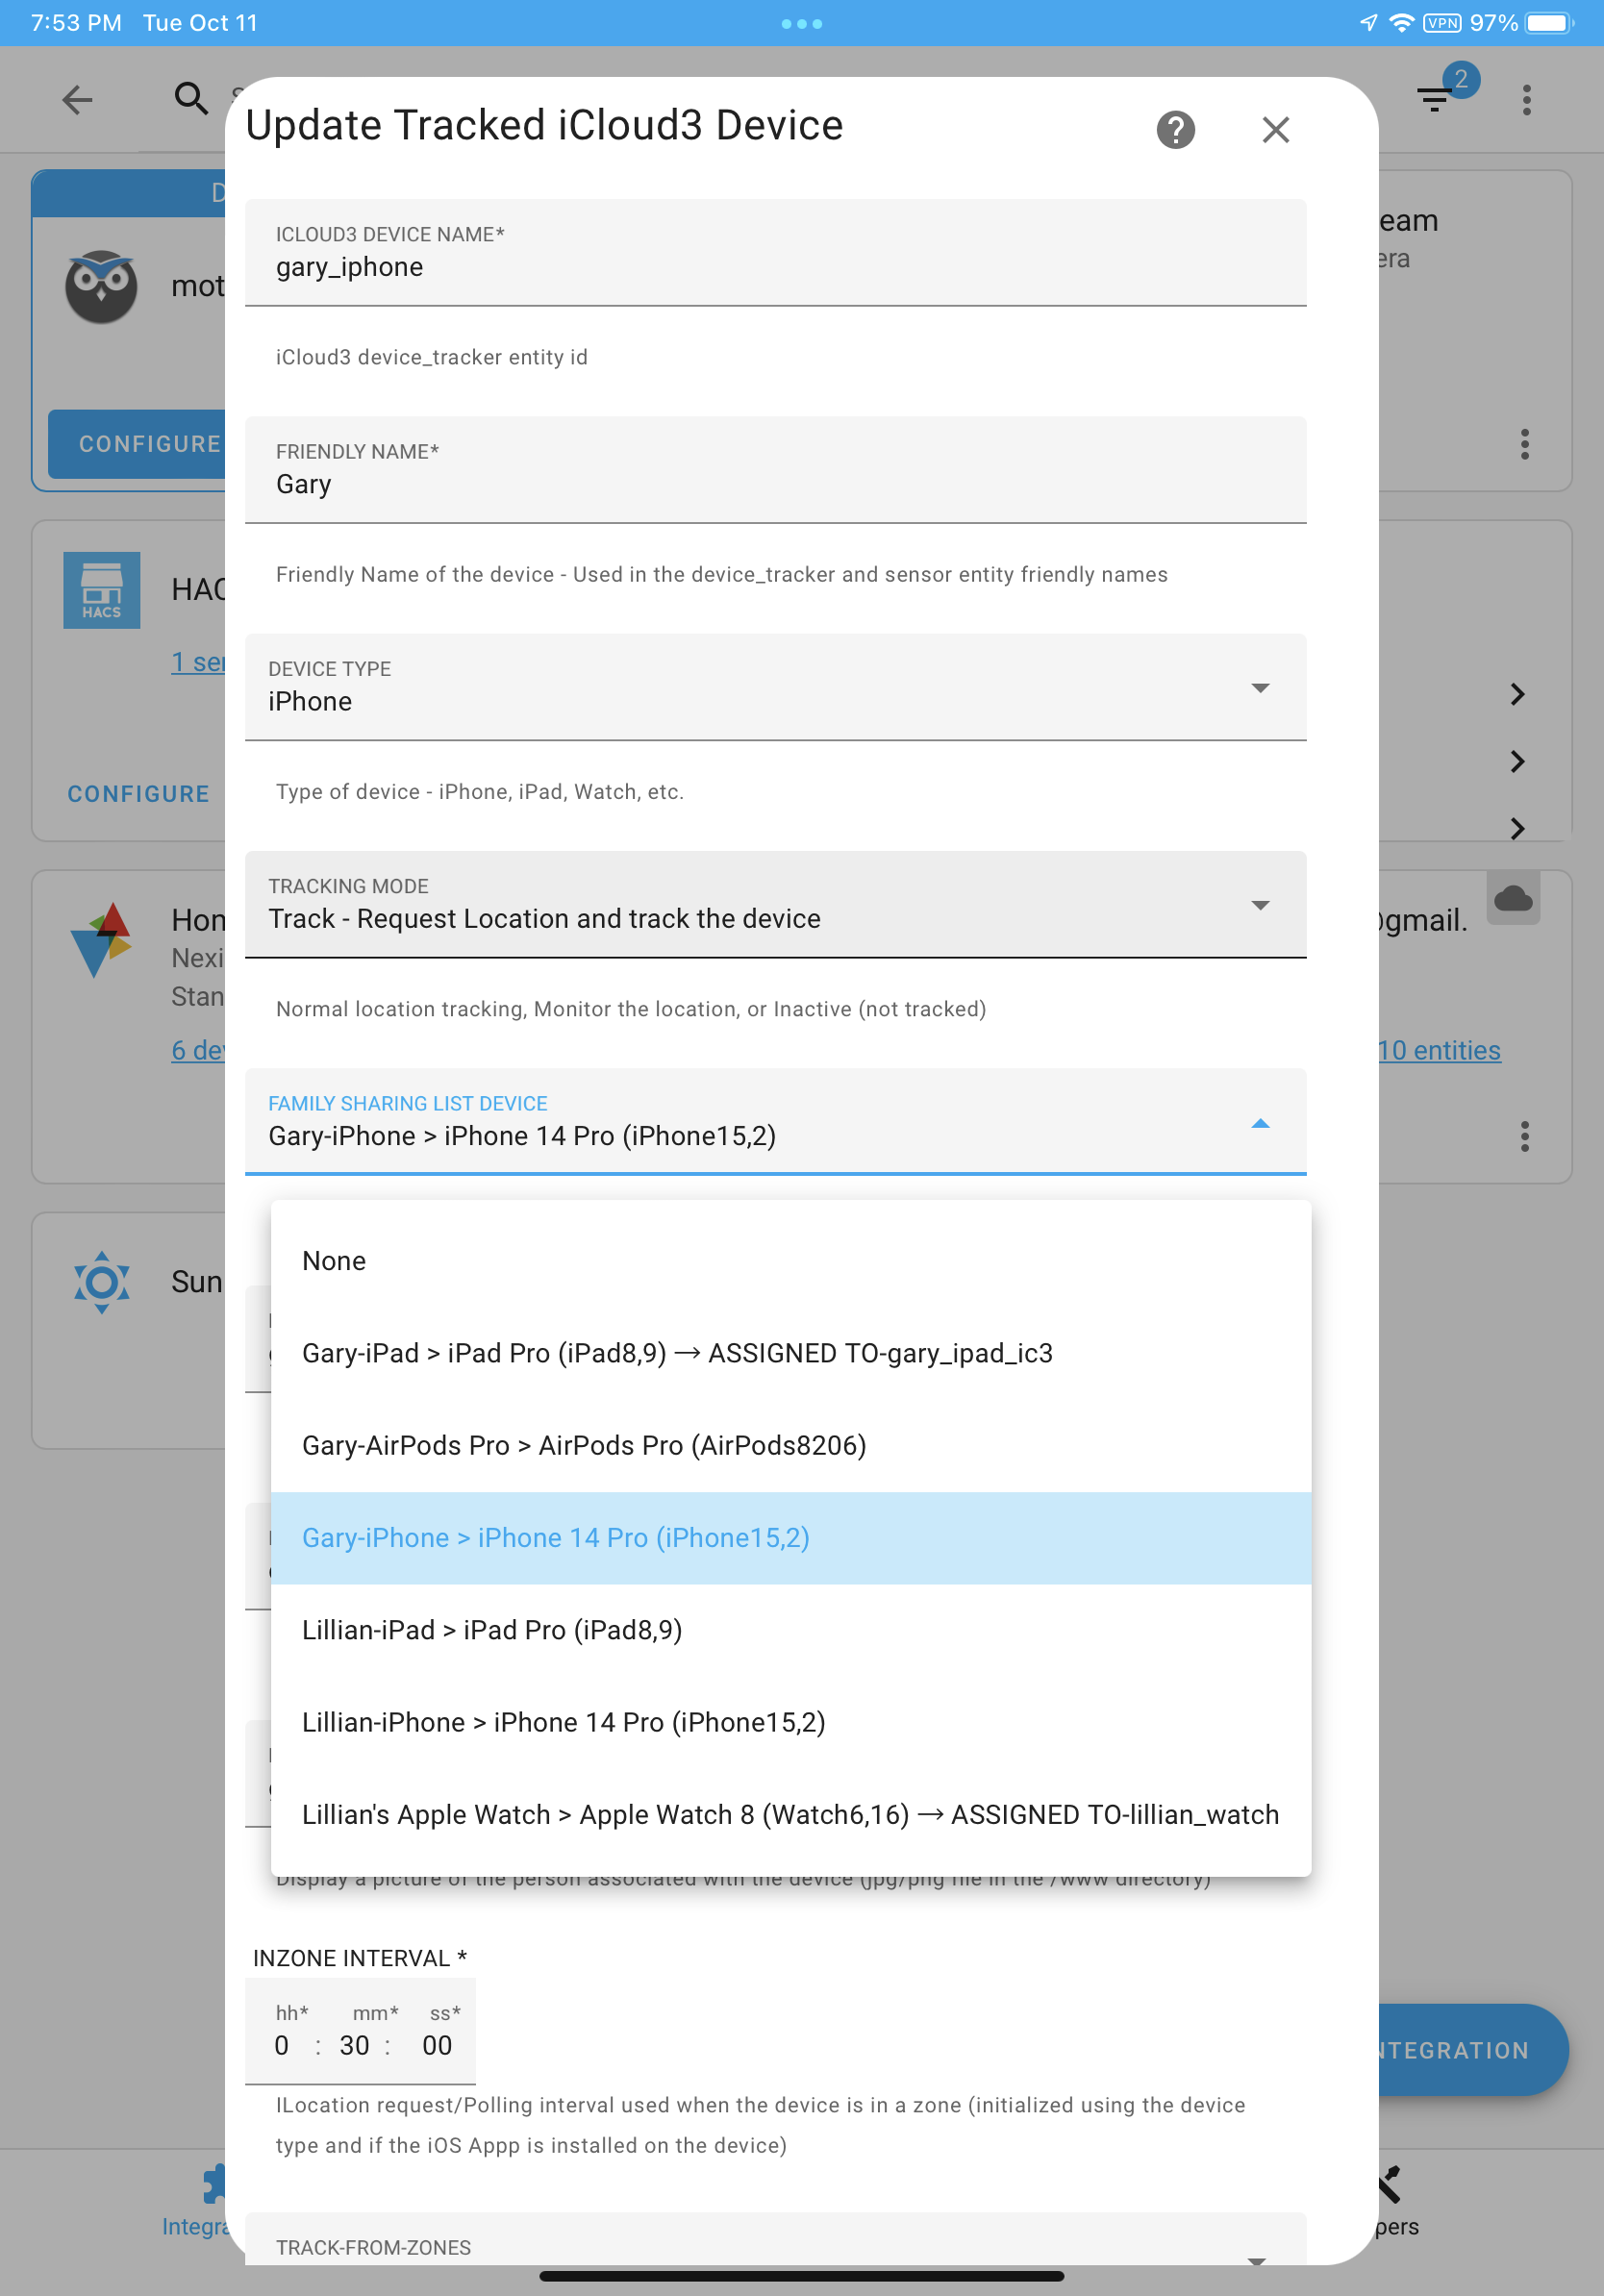 7:53 PM Tue Oct 11
VPN 97%
2
Update Tracked iCloud3 Device
ICLOUD3 DEVICE NAME*
gary_iphone
iCloud3 device_tracker entity id
eam
era
mot
CONFIGURE
FRIENDLY NAME*
Gary
Friendly Name of the device - Used in the device_tracker and sensor entity friendly names
HAC
HACS
1 ser
CONFIGURE
DEVICE TYPE
iPhone
Type of device - iPhone, iPad, Watch, etc.
TRACKING MODE
Track - Request Location and track the device
Normal location tracking, Monitor the location, or Inactive (not tracked)
Hon
Nexi
Stan
6 dev
@gmail.
10 entities
FAMILY SHARING LIST DEVICE
Gary-iPhone > iPhone 14 Pro (iPhone15,2)
Sun
None
Gary-iPad > iPad Pro (iPad8,9) → ASSIGNED TO-gary_ipad_ic3
Gary-AirPods Pro > AirPods Pro (AirPods8206)
Gary-iPhone > iPhone 14 Pro (iPhone15,2)
Lillian-iPad > iPad Pro (iPad8,9)
Lillian-iPhone > iPhone 14 Pro (iPhone15,2)
Lillian's Apple Watch > Apple Watch 8 (Watch6,16) → ASSIGNED TO-lillian_watch
Display a picture of the person associated with the device (jpg/png file in the /www directory)
INZONE INTERVAL *
hh* mm* ss*
0 : 30 : 00
ILocation request/Polling interval used when the device is in a zone (initialized using the device
type and if the iOS Appp is installed on the device)
NTEGRATION
TRACK-FROM-ZONES
Integra
pers